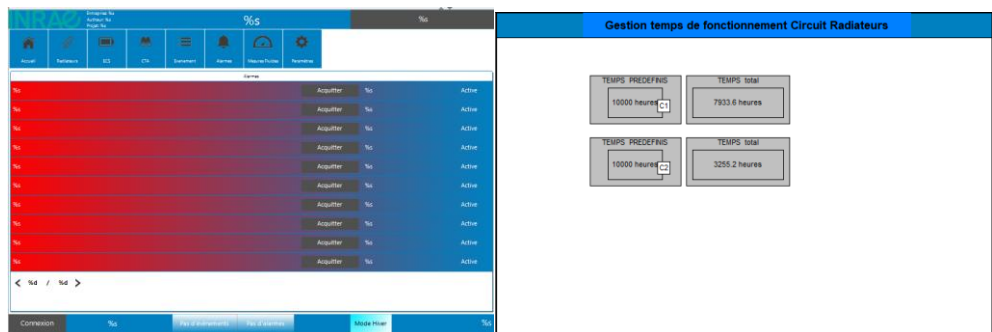 INRAE
Entreprise %s
Auteur: %s
Projet %s
%s
%s
Accueil Radiateurs ECS CTA Evenement Alarmes Mesures Fluides Paramètres
Alarmes
%s Acquitter %s Active
%s Acquitter %s Active
%s Acquitter %s Active
%s Acquitter %s Active
%s Acquitter %s Active
%s Acquitter %s Active
%s Acquitter %s Active
%s Acquitter %s Active
%s Acquitter %s Active
%s Acquitter %s Active
< %d / %d >
Connexion %s Pas d'évènements Pas d'alarmes Mode Hiver %s
Gestion temps de fonctionnement Circuit Radiateurs
TEMPS PREDEFINIS TEMPS total
10000 heures C1 7933.6 heures
TEMPS PREDEFINIS TEMPS total
10000 heures C2 3255.2 heures